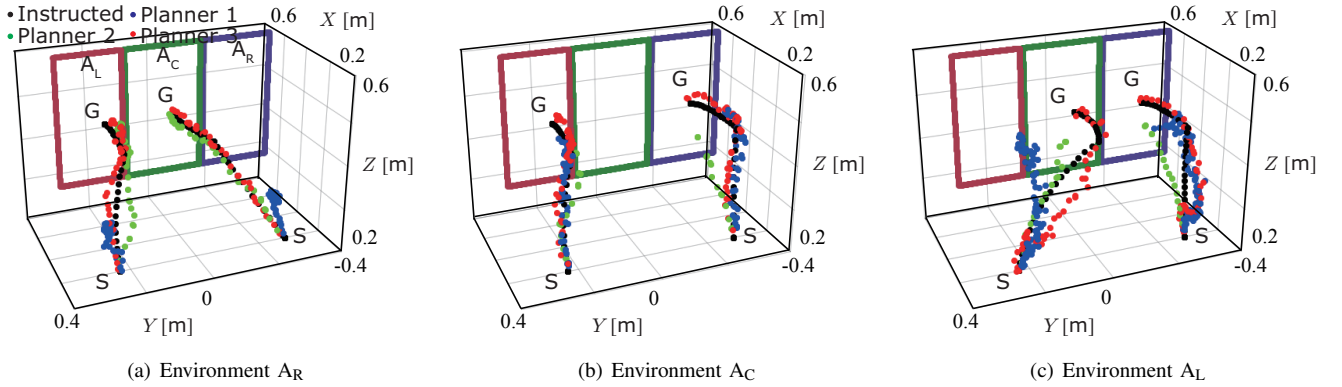 Instructed Planner 1
Planner 2 Planner 3
A_L A_C A_R
G G
S S
X [m]
0.6
0.2
0.6
Z [m]
0.2
-0.4
0
Y [m]
0.4
(a) Environment A_R
G G
S S
X [m]
0.6
0.2
0.6
Z [m]
0.2
-0.4
0
Y [m]
0.4
(b) Environment A_C
G G
S S
X [m]
0.6
0.2
0.6
Z [m]
0.2
-0.4
0
Y [m]
0.4
(c) Environment A_L